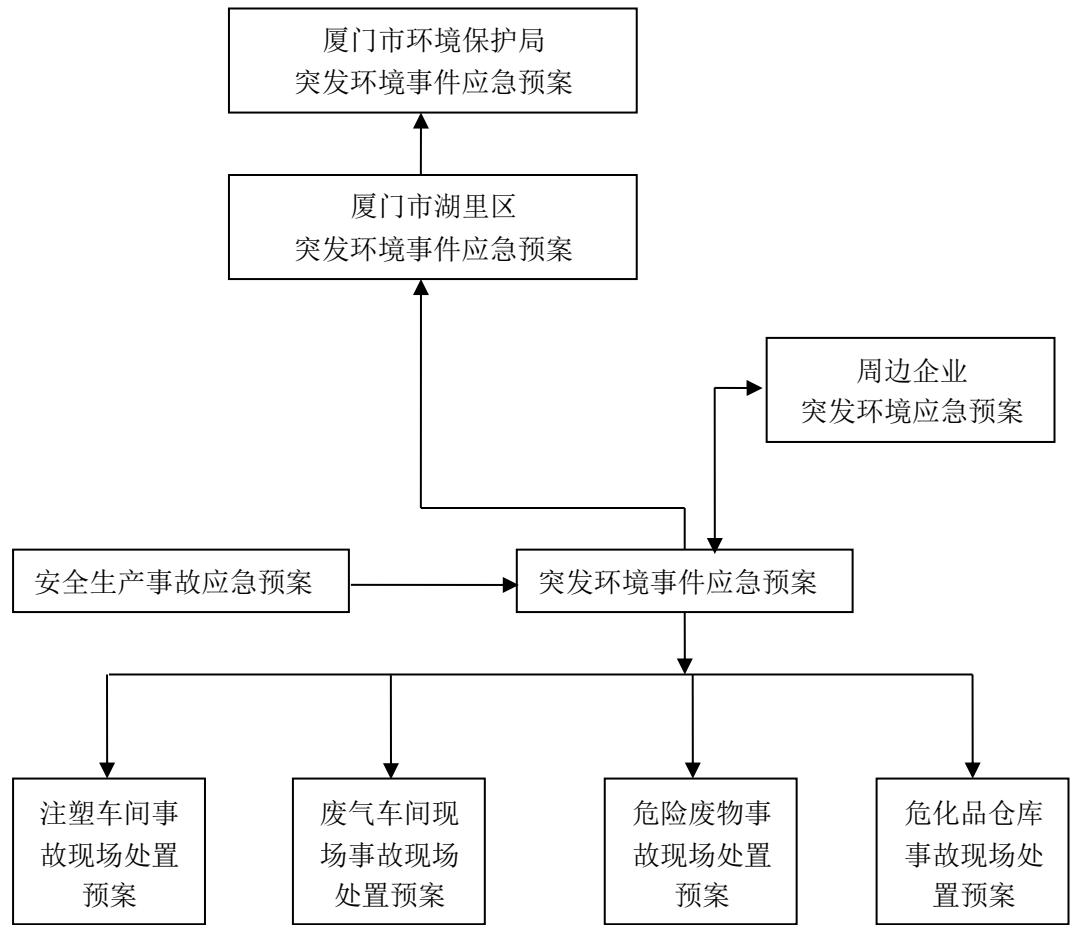 厦门市环境保护局
突发环境事件应急预案
厦门市湖里区
突发环境事件应急预案
周边企业
突发环境应急预案
安全生产事故应急预案
突发环境事件应急预案
注塑车间事
故现场处置
预案
废气车间现
场事故现场
处置预案
危险废物事
故现场处置
预案
危化品仓库
事故现场处
置预案